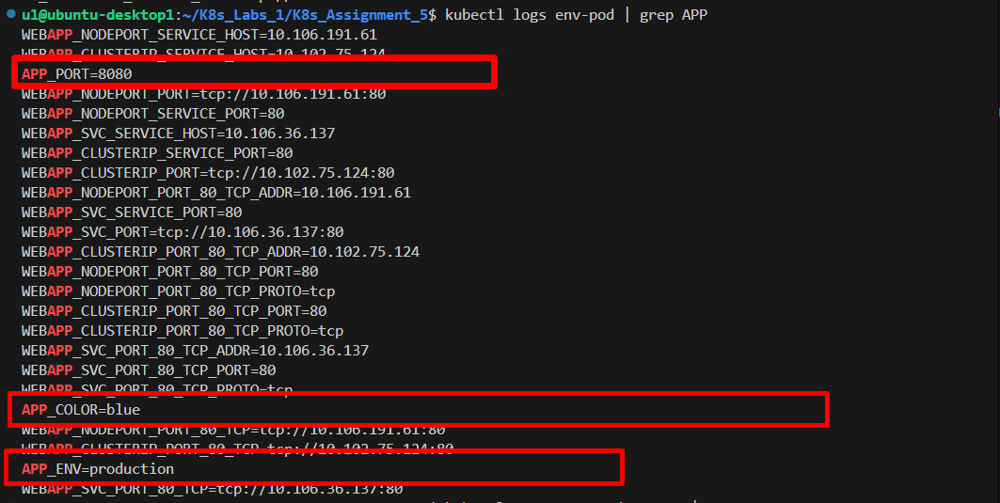 u1@ubuntu-desktop1:~/K8s_Labs_1/K8s_Assignment_5$ kubectl logs env-pod | grep APP
WEBAPP_NODEPORT_SERVICE_HOST=10.106.191.61
WEBAPP_CLUSTERIP_SERVICE_HOST=10.102.75.124
APP_PORT=8080
WEBAPP_NODEPORT_PORT=tcp://10.106.191.61:80
WEBAPP_NODEPORT_SERVICE_PORT=80
WEBAPP_SVC_SERVICE_HOST=10.106.36.137
WEBAPP_CLUSTERIP_SERVICE_PORT=80
WEBAPP_CLUSTERIP_PORT=tcp://10.102.75.124:80
WEBAPP_NODEPORT_PORT_80_TCP_ADDR=10.106.191.61
WEBAPP_SVC_SERVICE_PORT=80
WEBAPP_SVC_PORT=tcp://10.106.36.137:80
WEBAPP_CLUSTERIP_PORT_80_TCP_ADDR=10.102.75.124
WEBAPP_NODEPORT_PORT_80_TCP_PORT=80
WEBAPP_NODEPORT_PORT_80_TCP_PROTO=tcp
WEBAPP_CLUSTERIP_PORT_80_TCP_PORT=80
WEBAPP_CLUSTERIP_PORT_80_TCP_PROTO=tcp
WEBAPP_SVC_PORT_80_TCP_ADDR=10.106.36.137
WEBAPP_SVC_PORT_80_TCP_PORT=80
WEBAPP_SVC_PORT_80_TCP_PROTO=tcp
APP_COLOR=blue
WEBAPP_NODEPORT_PORT_80_TCP=tcp://10.106.191.61:80
WEBAPP_CLUSTERIP_PORT_80_TCP=tcp://10.102.75.124:80
APP_ENV=production
WEBAPP_SVC_PORT_80_TCP=tcp://10.106.36.137:80